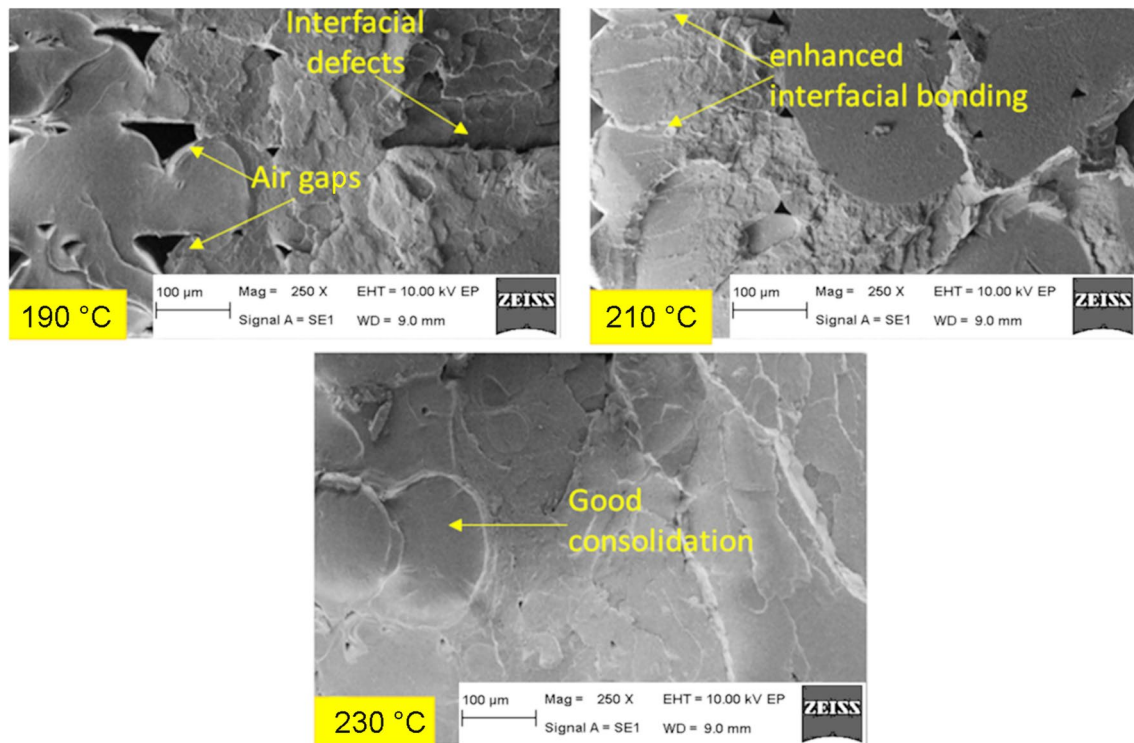 Interfacial
defects
Air gaps
190 °C
100 µm
Mag = 250 X
EHT = 10.00 kV EP
Signal A = SE1
WD = 9.0 mm
ZEISS
enhanced
interfacial bonding
210 °C
100 µm
Mag = 250 X
EHT = 10.00 kV EP
Signal A = SE1
WD = 9.0 mm
ZEISS
Good
consolidation
230 °C
100 µm
Mag = 250 X
EHT = 10.00 kV EP
Signal A = SE1
WD = 9.0 mm
ZEISS